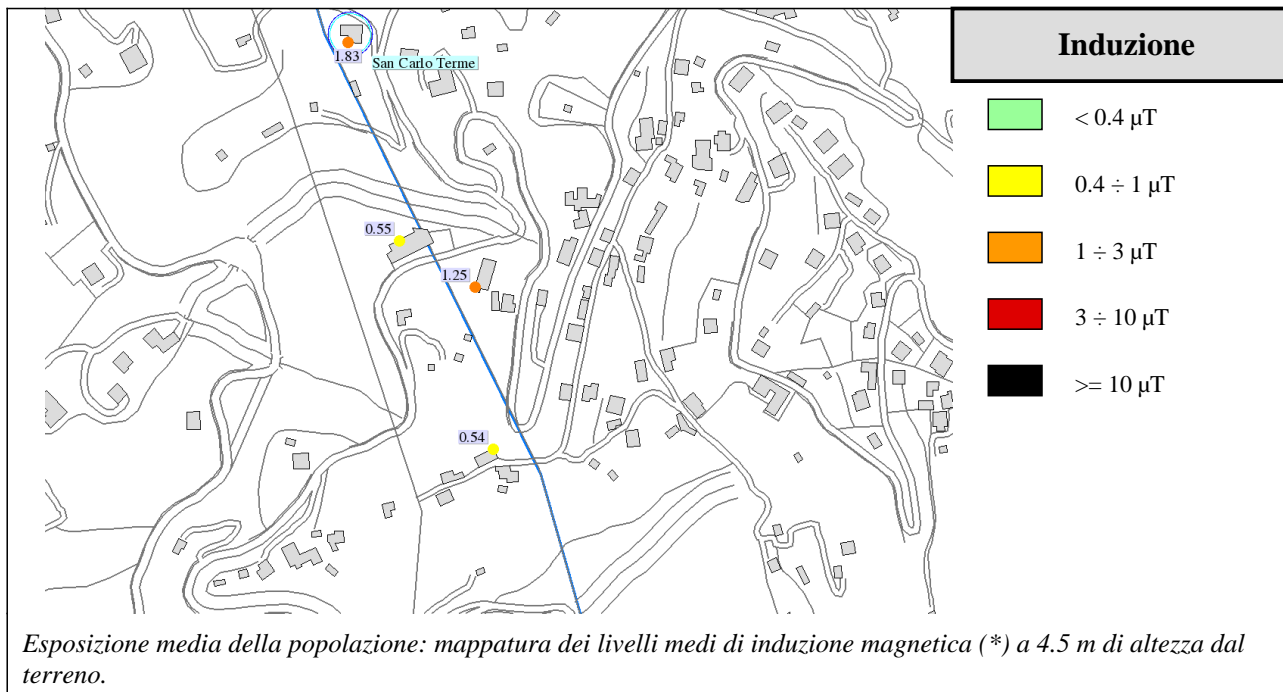 Induzione
1.83
San Carlo Terme
< 0.4 µT
0.4 ÷ 1 µT
0.55
1 ÷ 3 µT
1.25
3 ÷ 10 µT
>= 10 µT
0.54
Esposizione media della popolazione: mappatura dei livelli medi di induzione magnetica (*) a 4.5 m di altezza dal
terreno.